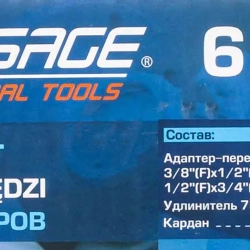 SAGE® 6
AL TOOLS
Состав:
Адаптер-пере
3/8"(F)x1/2"(
ĘDZI
1/2"(F)x3/4"(
РОВ
Удлинитель 7
Кардан